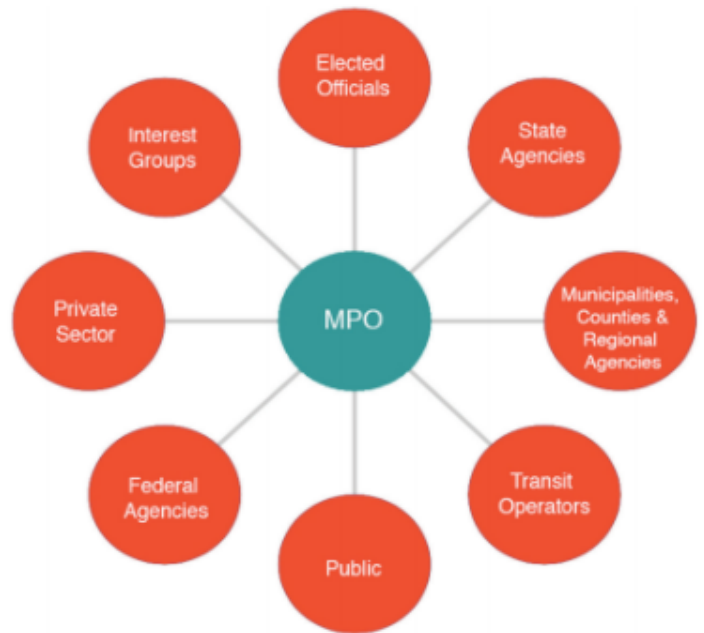 Elected
Officials
State
Agencies
Municipalities,
Counties &
Regional
Agencies
Transit
Operators
Public
Federal
Agencies
Private
Sector
Interest
Groups
MPO